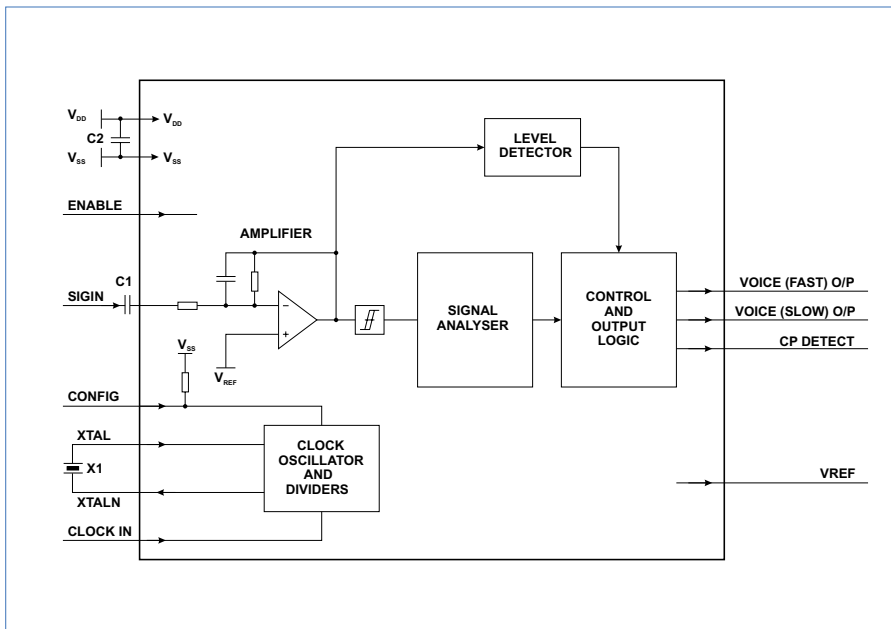 VDD
VDD
C2
VSS
VSS
LEVEL
DETECTOR
ENABLE
AMPLIFIER
C1
SIGIN
−
+
SIGNAL
ANALYSER
CONTROL
AND
OUTPUT
LOGIC
VOICE (FAST) O/P
VOICE (SLOW) O/P
CP DETECT
VSS
VREF
CONFIG
XTAL
X1
XTALN
CLOCK
OSCILLATOR
AND
DIVIDERS
VREF
CLOCK IN